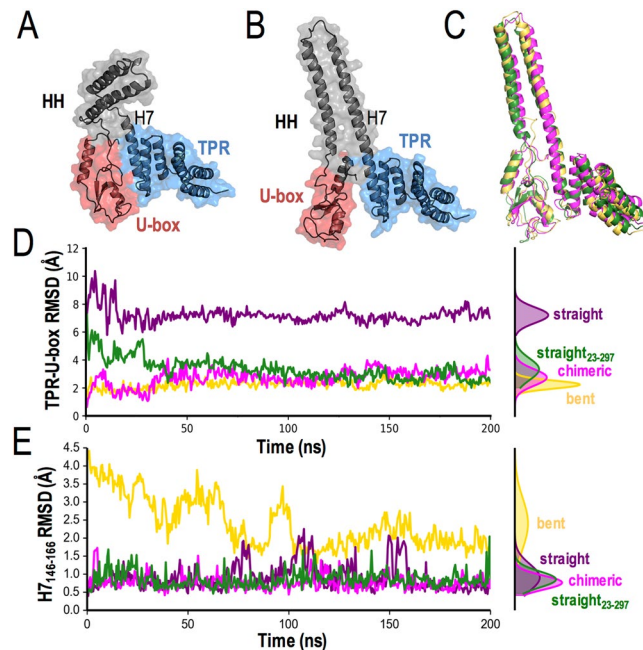 A
B
C
HH
H7
TPR
U-box
HH
H7
TPR
U-box
D
TPR-U-box RMSD (Å)
12
10
8
6
4
2
0
0
50
100
150
200
Time (ns)
straight
straight23-297
chimeric
bent
E
H7146-166 RMSD (Å)
4.5
4.0
3.5
3.0
2.5
2.0
1.5
1.0
0.5
0.0
0
50
100
150
200
Time (ns)
bent
straight
chimeric
straight23-297